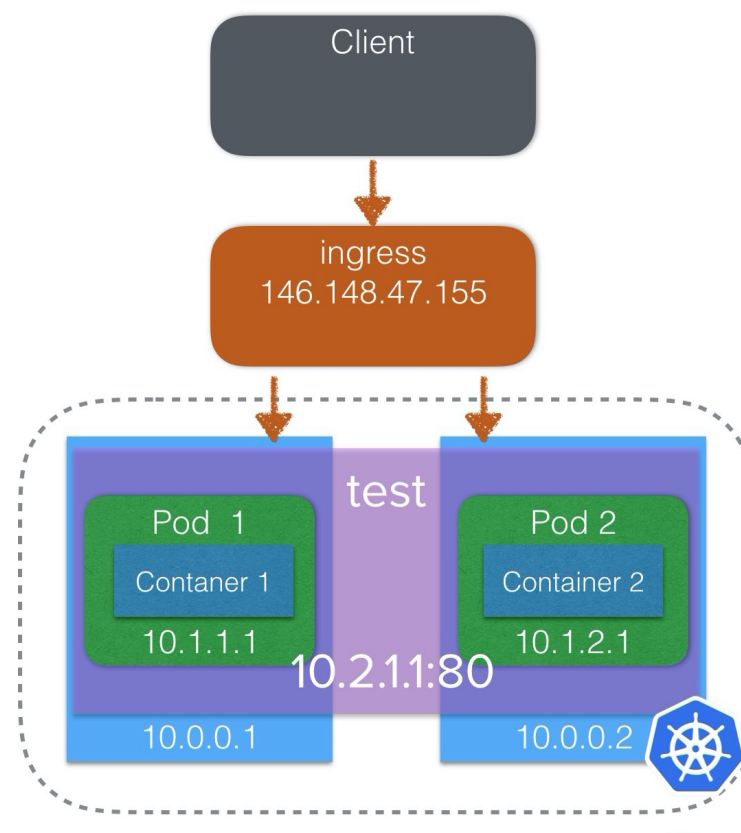 Client
ingress
146.148.47.155
test
Pod 1
Contaner 1
10.1.1.1
Pod 2
Container 2
10.1.2.1
10.2.1.1:80
10.0.0.1
10.0.0.2